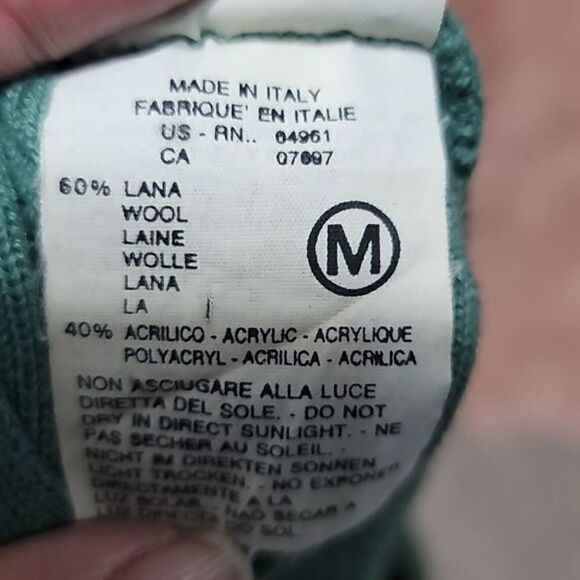 MADE IN ITALY
FABRIQUE' EN ITALIE
US - RN.. 64961
CA 07697
60% LANA
WOOL
LAINE
WOLLE
LANA
LA
M
40% ACRILICO - ACRYLIC - ACRYLIQUE
POLYACRYL - ACRILICA - ACRILICA
NON ASCIUGARE ALLA LUCE
DIRETTA DEL SOLE. - DO NOT
DRY IN DIRECT SUNLIGHT. - NE
PAS SECHER AU SOLEIL. -
NICHT IM DIREKTEN SONNEN
LIGHT TROCKEN. - NO EXPONER
DIRECTAMENTE A LA
LUZ SOLAR. - NAO SECAR A
LUZ DIRECTA DO SOL